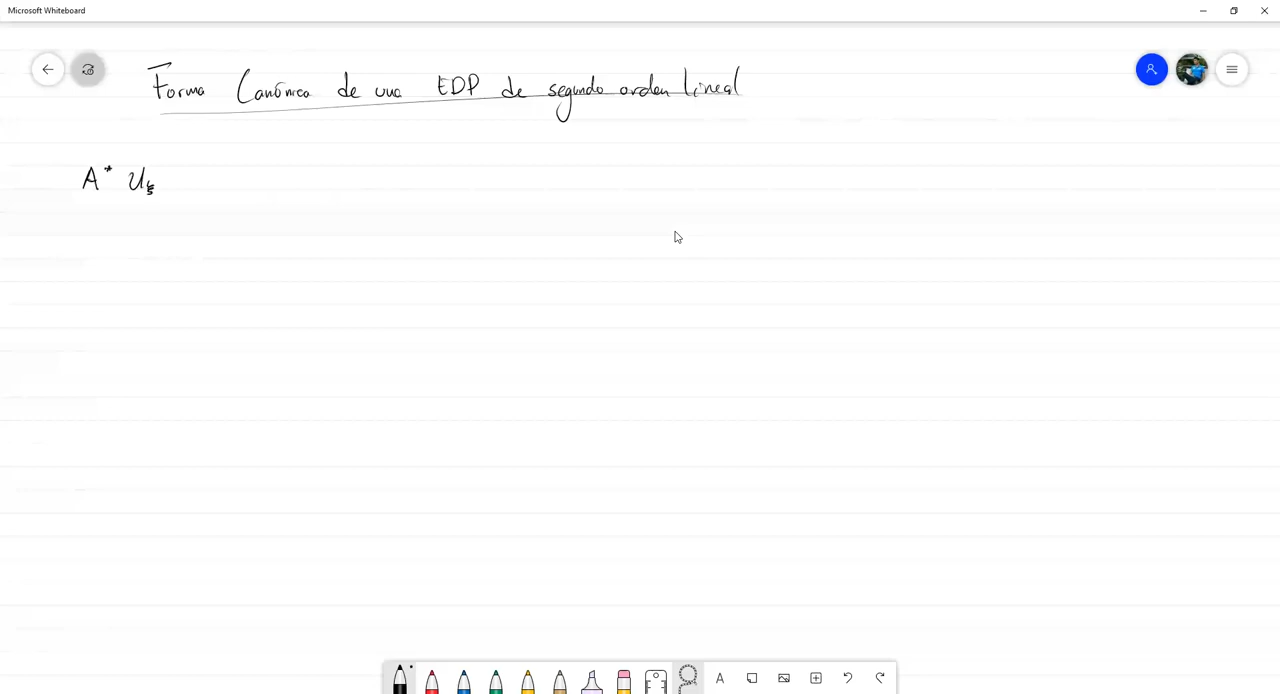 Microsoft Whiteboard
Forma Canónica de una EDP de segundo orden lineal
A* Uξ
A